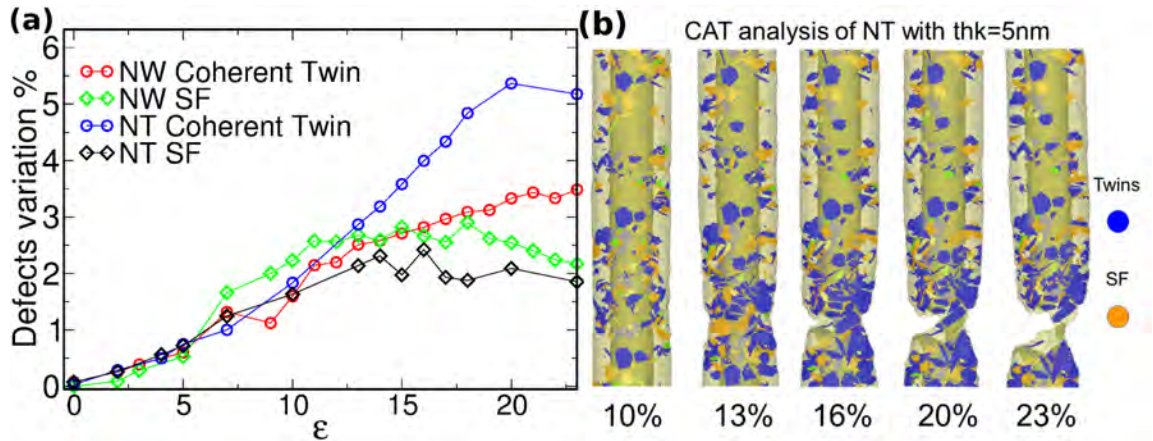 (a)
Defects variation %
6
5
4
3
2
1
0
NW Coherent Twin
NW SF
NT Coherent Twin
NT SF
0 5 10 15 20
ε
(b)
CAT analysis of NT with thk=5nm
Twins
SF
10% 13% 16% 20% 23%